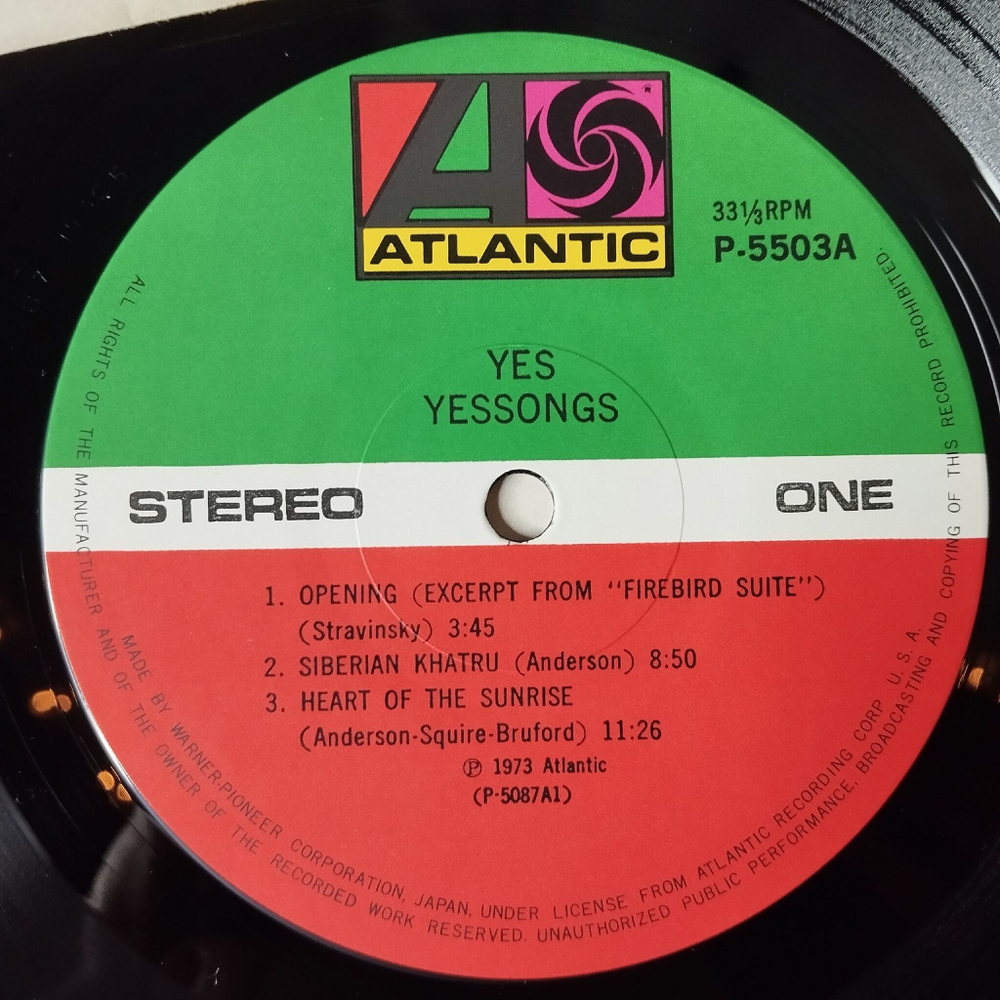 ATLANTIC
®
33⅓RPM
P-5503A
YES
YESSONGS
STEREO
ONE
1. OPENING (EXCERPT FROM “FIREBIRD SUITE”)
(Stravinsky) 3:45
2. SIBERIAN KHATRU (Anderson) 8:50
3. HEART OF THE SUNRISE
(Anderson-Squire-Bruford) 11:26
Ⓟ 1973 Atlantic
(P-5087A1)
MADE BY WARNER-PIONEER CORPORATION, JAPAN, UNDER LICENSE FROM ATLANTIC RECORDING CORP. U. S. A.
ALL RIGHTS OF THE MANUFACTURER AND OF THE OWNER OF THE RECORDED WORK RESERVED. UNAUTHORIZED PUBLIC PERFORMANCE, BROADCASTING AND COPYING OF THIS RECORD PROHIBITED.